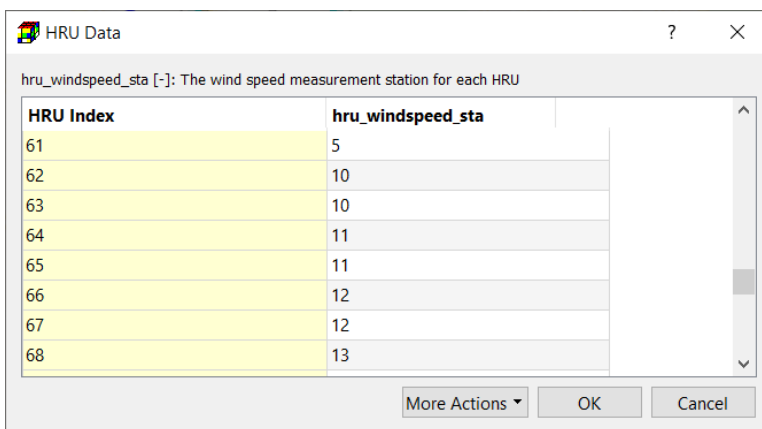 HRU Data ?
hru_windspeed_sta [-]: The wind speed measurement station for each HRU
HRU Index hru_windspeed_sta
61 5
62 10
63 10
64 11
65 11
66 12
67 12
68 13
More Actions OK Cancel